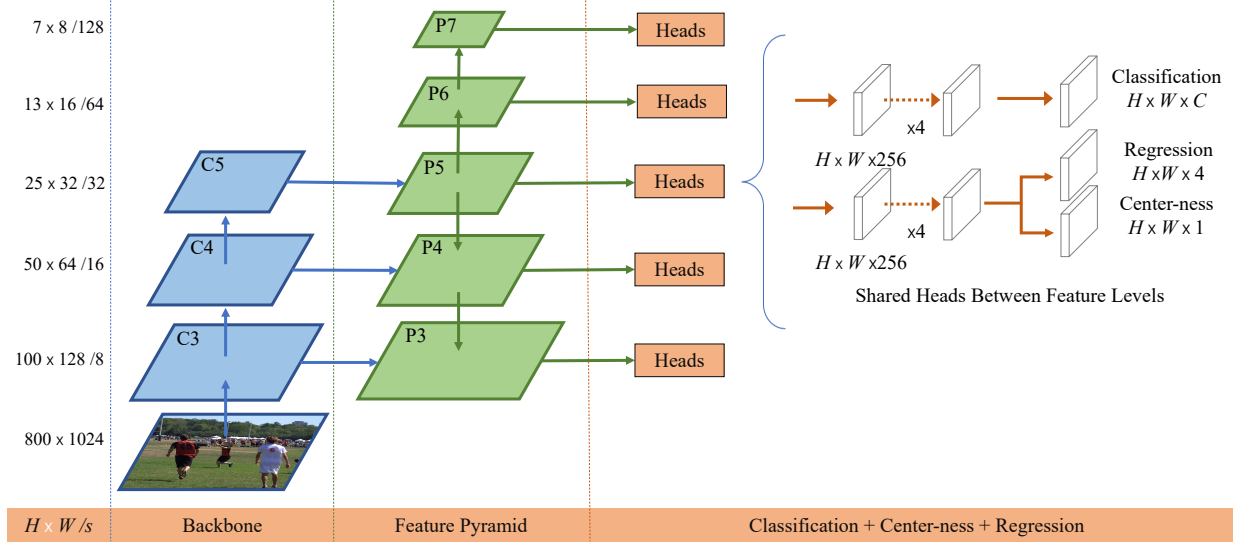 7 x 8 /128
P7
Heads
13 x 16 /64
P6
Heads
C5
25 x 32 /32
P5
Heads
C4
50 x 64 /16
P4
Heads
C3
100 x 128 /8
P3
Heads
800 x 1024
x4
H x W x256
Classification
H x W x C
x4
H x W x256
Regression
H x W x 4
Center-ness
H x W x 1
Shared Heads Between Feature Levels
H x W /s
Backbone
Feature Pyramid
Classification + Center-ness + Regression